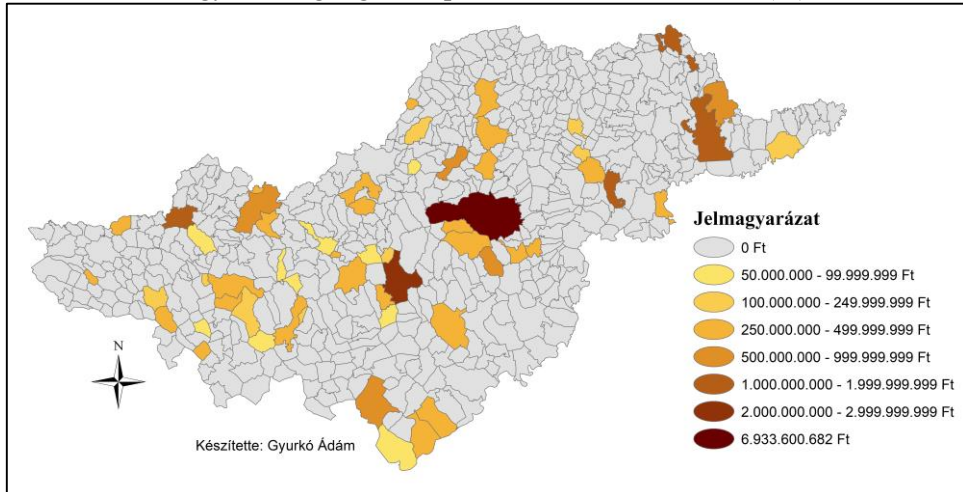 Jelmagyarázat
0 Ft
50.000.000 - 99.999.999 Ft
100.000.000 - 249.999.999 Ft
250.000.000 - 499.999.999 Ft
500.000.000 - 999.999.999 Ft
1.000.000.000 - 1.999.999.999 Ft
2.000.000.000 - 2.999.999.999 Ft
6.933.600.682 Ft
N
Készítette: Gyurkó Ádám